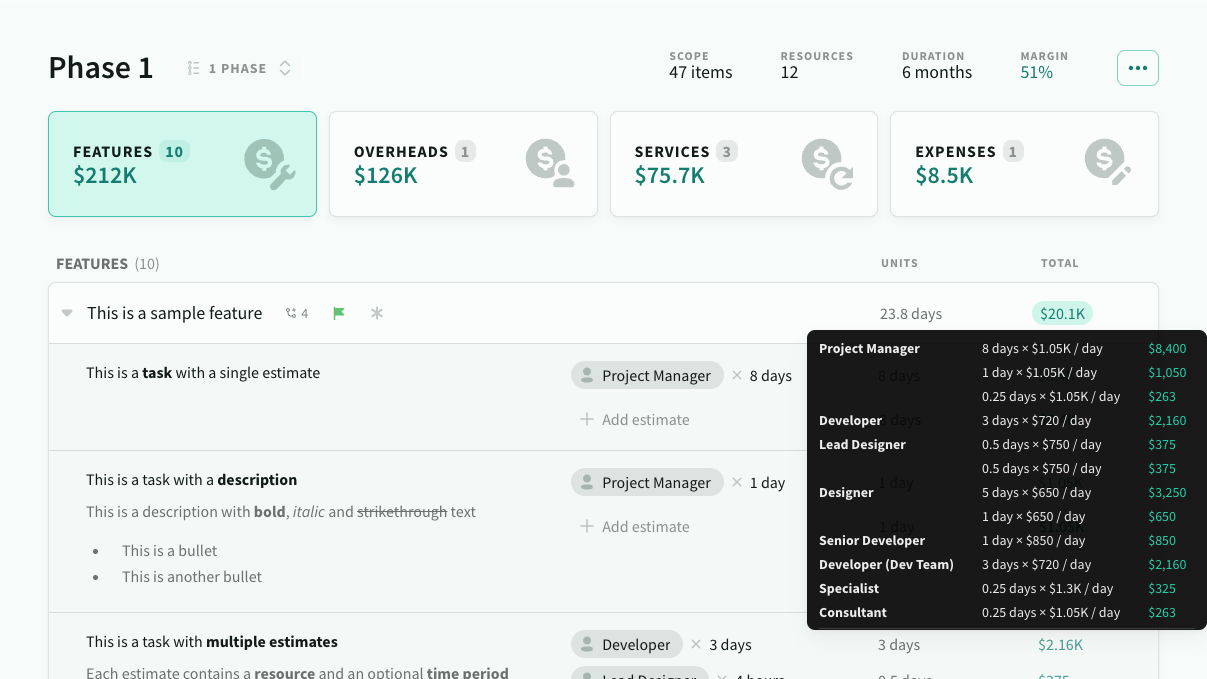 Phase 1
1 PHASE
SCOPE
47 items
RESOURCES
12
DURATION
6 months
MARGIN
51%
FEATURES 10
$212K
OVERHEADS 1
$126K
SERVICES 3
$75.7K
EXPENSES 1
$8.5K
FEATURES (10)
UNITS
TOTAL
This is a sample feature
4
23.8 days
$20.1K
This is a task with a single estimate
Project Manager × 8 days
8 days
Add estimate
This is a task with a description
Project Manager × 1 day
1 day
$1.05K
This is a description with bold, italic and strikethrough text
Add estimate
1 day
This is a bullet
This is another bullet
This is a task with multiple estimates
Developer × 3 days
3 days
$2.16K
Each estimate contains a resource and an optional time period
Project Manager 8 days × $1.05K / day $8,400
1 day × $1.05K / day $1,050
0.25 days × $1.05K / day $263
Developer 3 days × $720 / day $2,160
Lead Designer 0.5 days × $750 / day $375
0.5 days × $750 / day $375
Designer 5 days × $650 / day $3,250
1 day × $650 / day $650
Senior Developer 1 day × $850 / day $850
Developer (Dev Team) 3 days × $720 / day $2,160
Specialist 0.25 days × $1.3K / day $325
Consultant 0.25 days × $1.05K / day $263